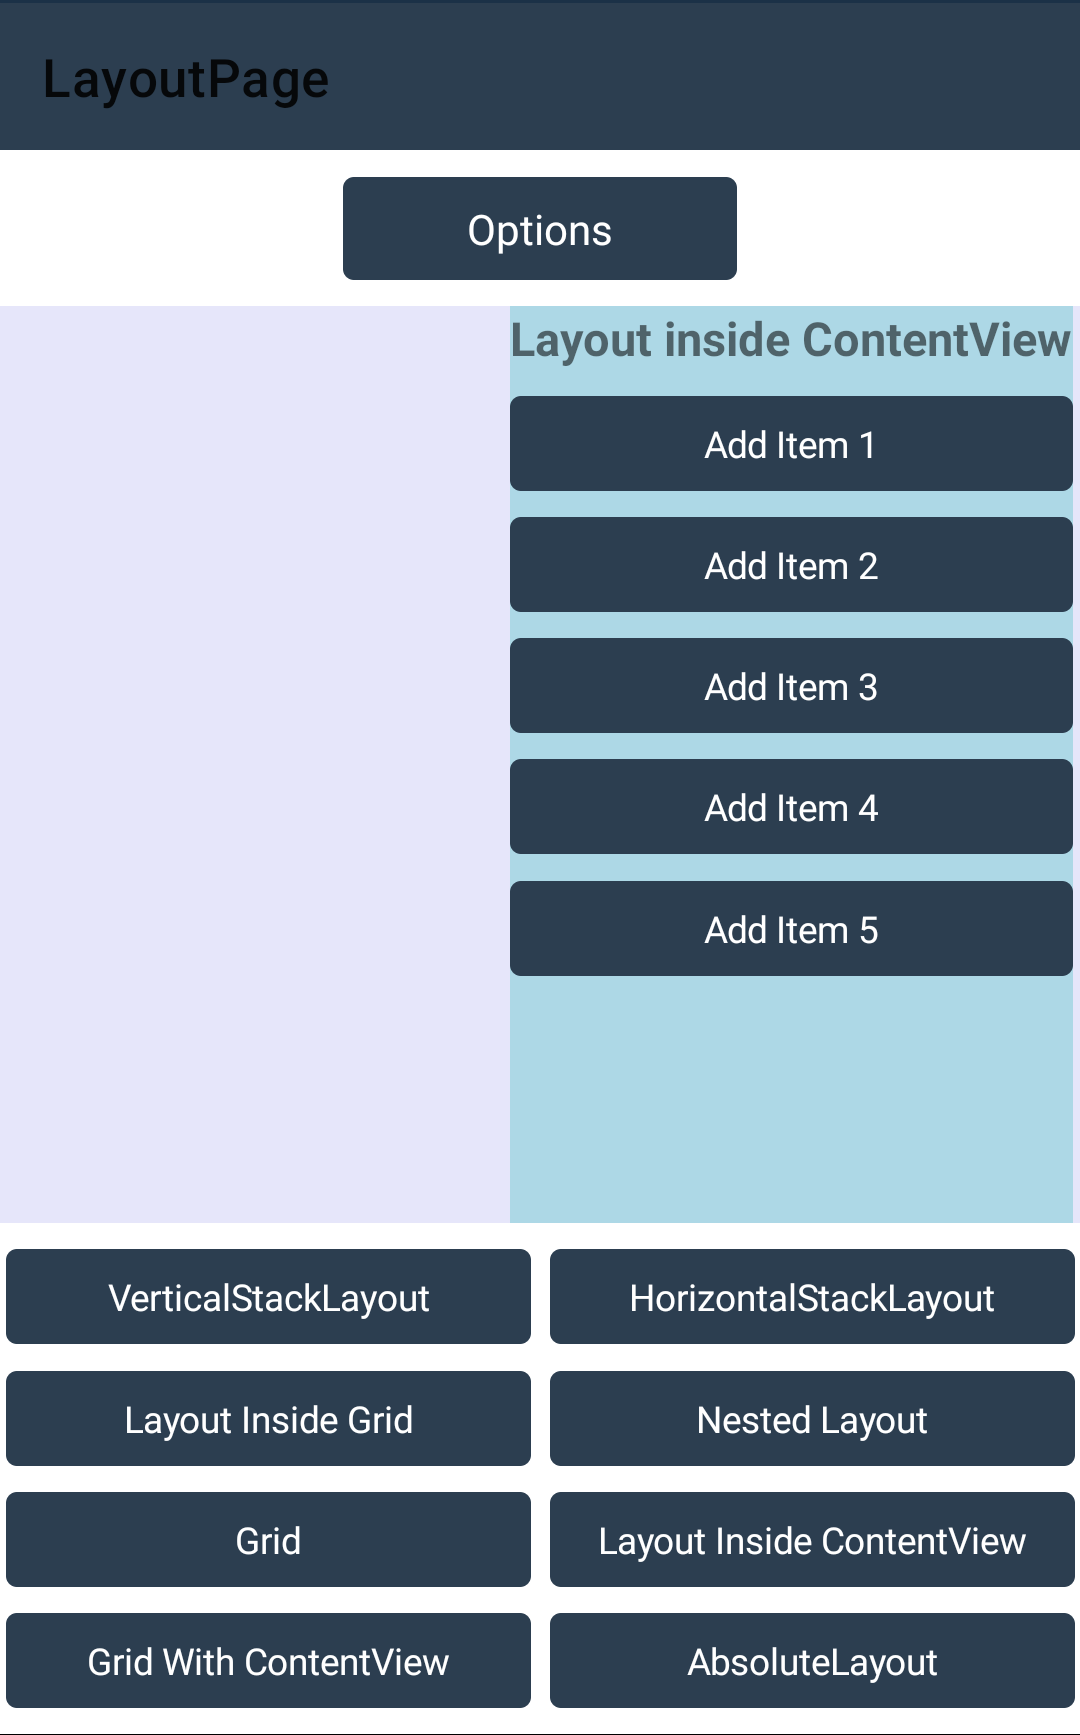 LayoutPage
Options
Layout inside ContentView
Add Item 1
Add Item 2
Add Item 3
Add Item 4
Add Item 5
VerticalStackLayout
HorizontalStackLayout
Layout Inside Grid
Nested Layout
Grid
Layout Inside ContentView
Grid With ContentView
AbsoluteLayout